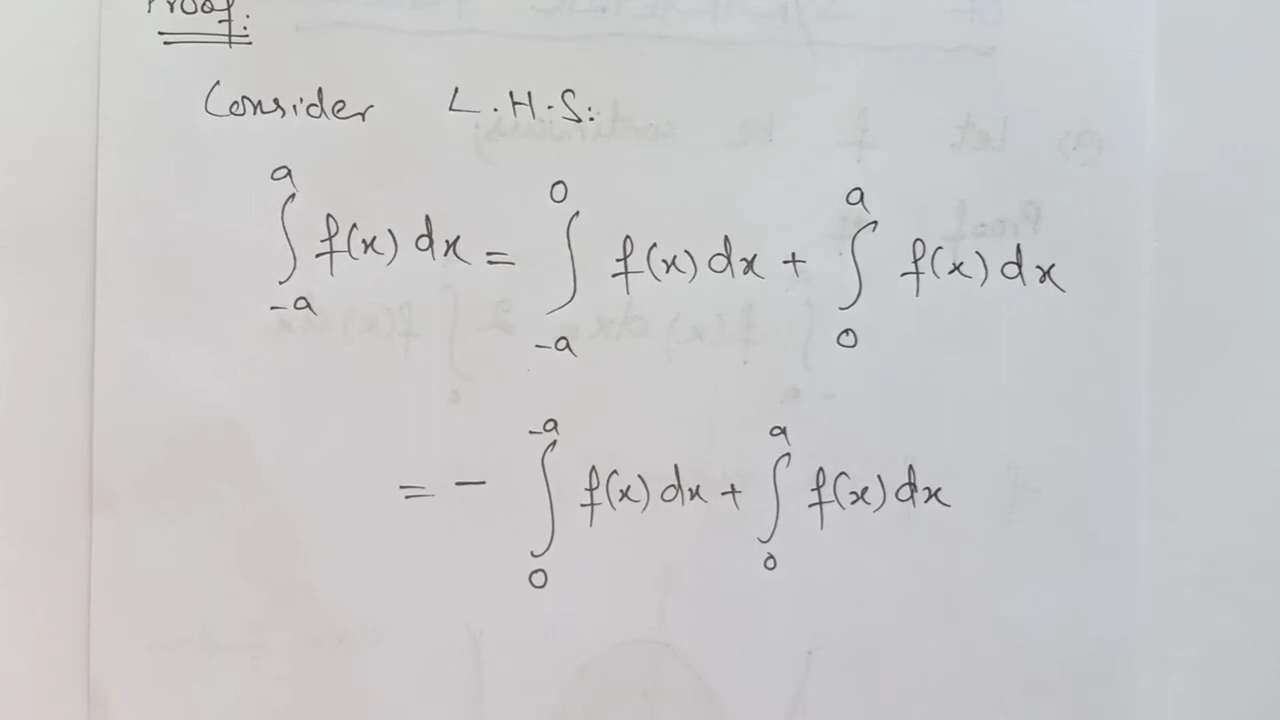 Proof:
Consider L.H.S:
∫_{-a}^{a} f(x) dx = ∫_{-a}^{0} f(x) dx + ∫_{0}^{a} f(x) dx
= - ∫_{0}^{-a} f(x) dx + ∫_{0}^{a} f(x) dx